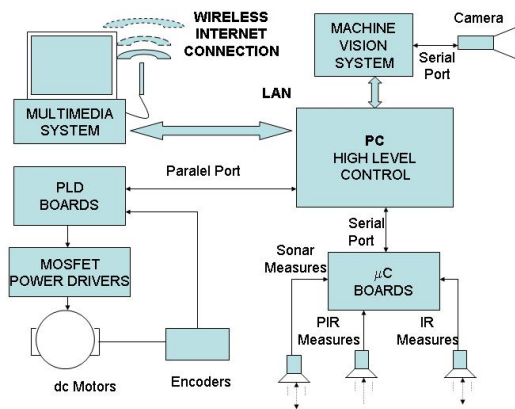 WIRELESS
INTERNET
CONNECTION
MACHINE
VISION
SYSTEM
Camera
Serial
Port
LAN
MULTIMEDIA
SYSTEM
PC
HIGH LEVEL
CONTROL
Paralel Port
PLD
BOARDS
Serial
Port
MOSFET
POWER DRIVERS
Sonar
Measures
μC
BOARDS
PIR
Measures
IR
Measures
dc Motors
Encoders